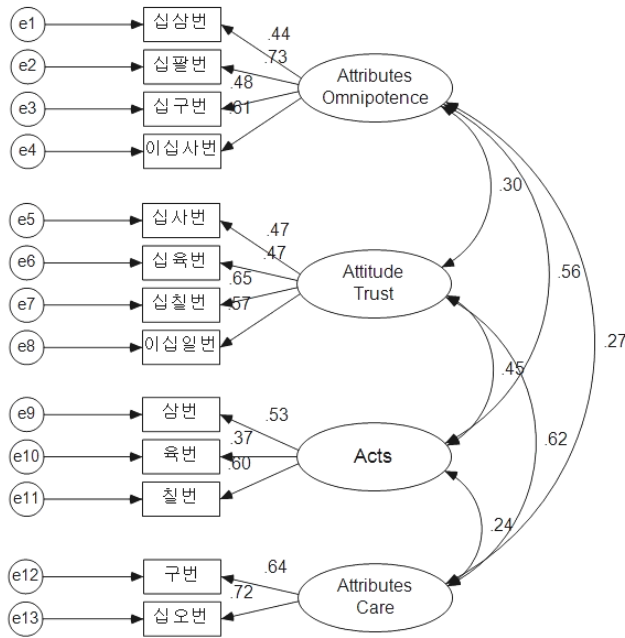 e1
십삼번
.44
e2
십팔번
.73
Attributes
Omnipotence
e3
십구번
.48
e4
이십사번
.61
.30
e5
십사번
.47
e6
십육번
.47
Attitude
Trust
e7
십칠번
.65
e8
이십일번
.57
.56
.27
.45
e9
삼번
.53
e10
육번
.37
Acts
e11
칠번
.60
.62
.24
e12
구번
.64
Attributes
Care
e13
십오번
.72